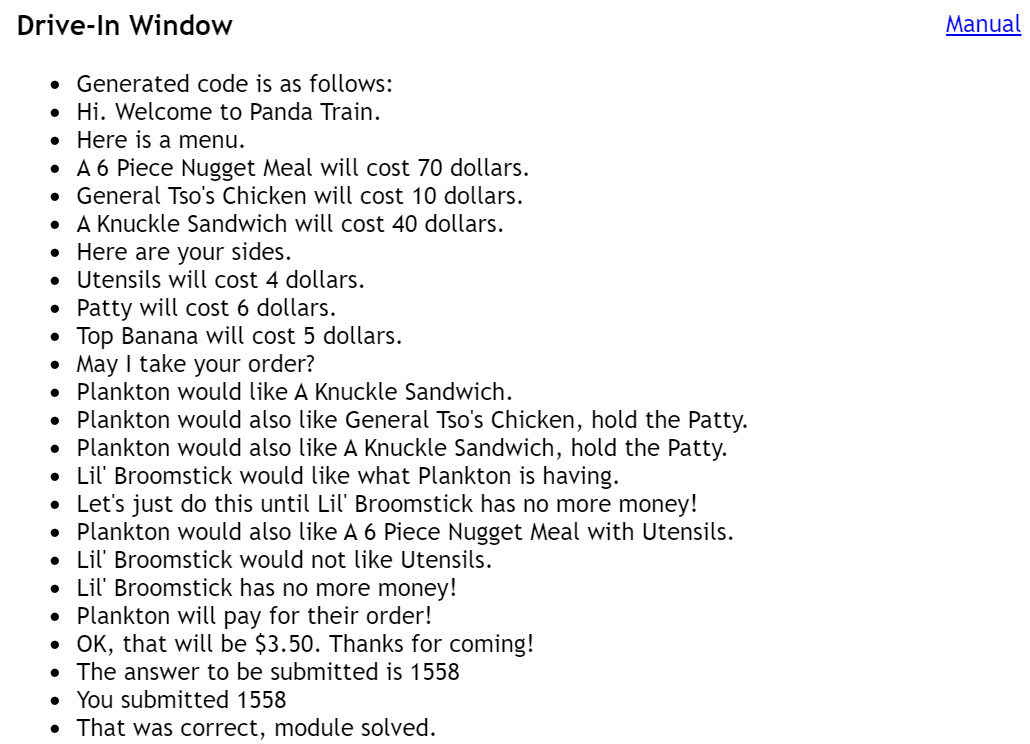 Drive-In Window
Manual
Generated code is as follows:
Hi. Welcome to Panda Train.
Here is a menu.
A 6 Piece Nugget Meal will cost 70 dollars.
General Tso's Chicken will cost 10 dollars.
A Knuckle Sandwich will cost 40 dollars.
Here are your sides.
Utensils will cost 4 dollars.
Patty will cost 6 dollars.
Top Banana will cost 5 dollars.
May I take your order?
Plankton would like A Knuckle Sandwich.
Plankton would also like General Tso's Chicken, hold the Patty.
Plankton would also like A Knuckle Sandwich, hold the Patty.
Lil' Broomstick would like what Plankton is having.
Let's just do this until Lil' Broomstick has no more money!
Plankton would also like A 6 Piece Nugget Meal with Utensils.
Lil' Broomstick would not like Utensils.
Lil' Broomstick has no more money!
Plankton will pay for their order!
OK, that will be $3.50. Thanks for coming!
The answer to be submitted is 1558
You submitted 1558
That was correct, module solved.